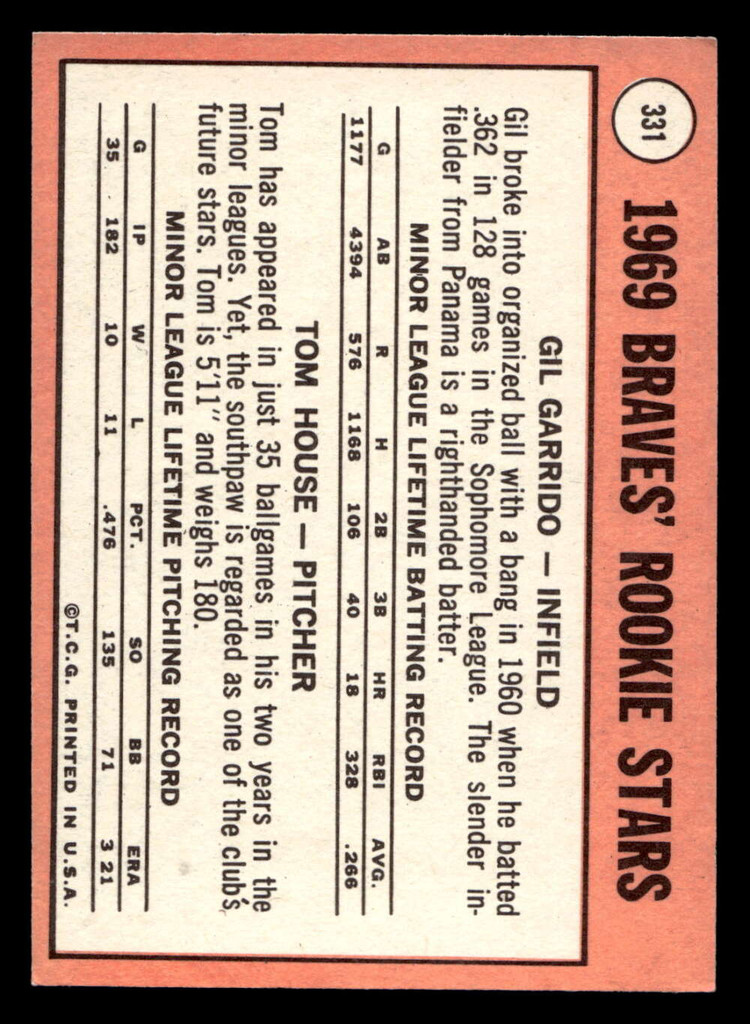 331
1969 BRAVES' ROOKIE STARS
GIL GARRIDO — INFIELD
Gil broke into organized ball with a bang in 1960 when he batted
.362 in 128 games in the Sophomore League. The slender in-
fielder from Panama is a righthanded batter.
MINOR LEAGUE LIFETIME BATTING RECORD
G AB R H 2B 3B HR RBI AVG.
1177 4394 576 1168 106 40 18 328 .266
TOM HOUSE — PITCHER
Tom has appeared in just 35 ballgames in his two years in the
minor leagues. Yet, the southpaw is regarded as one of the club's
future stars. Tom is 5'11" and weighs 180.
MINOR LEAGUE LIFETIME PITCHING RECORD
G IP W L PCT. SO BB ERA
35 182 10 11 .476 135 71 3 21
©T.C.G. PRINTED IN U.S.A.